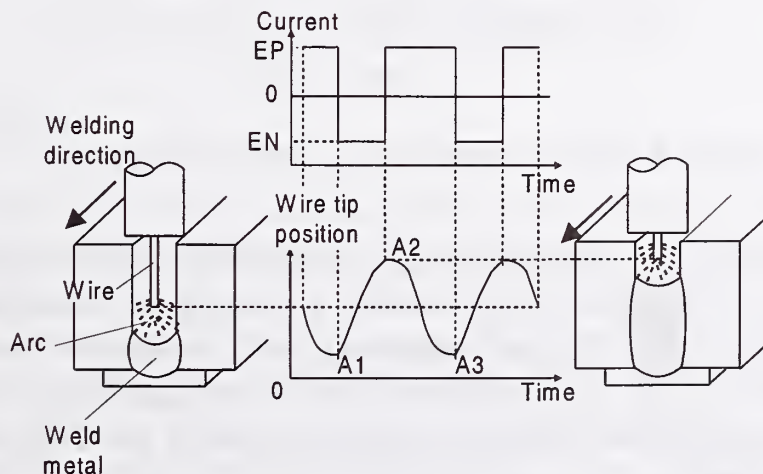 Current
EP
0
EN
Time
Welding
direction
Wire tip
position
Wire
Arc
A2
A1
A3
0
Time
Weld
metal